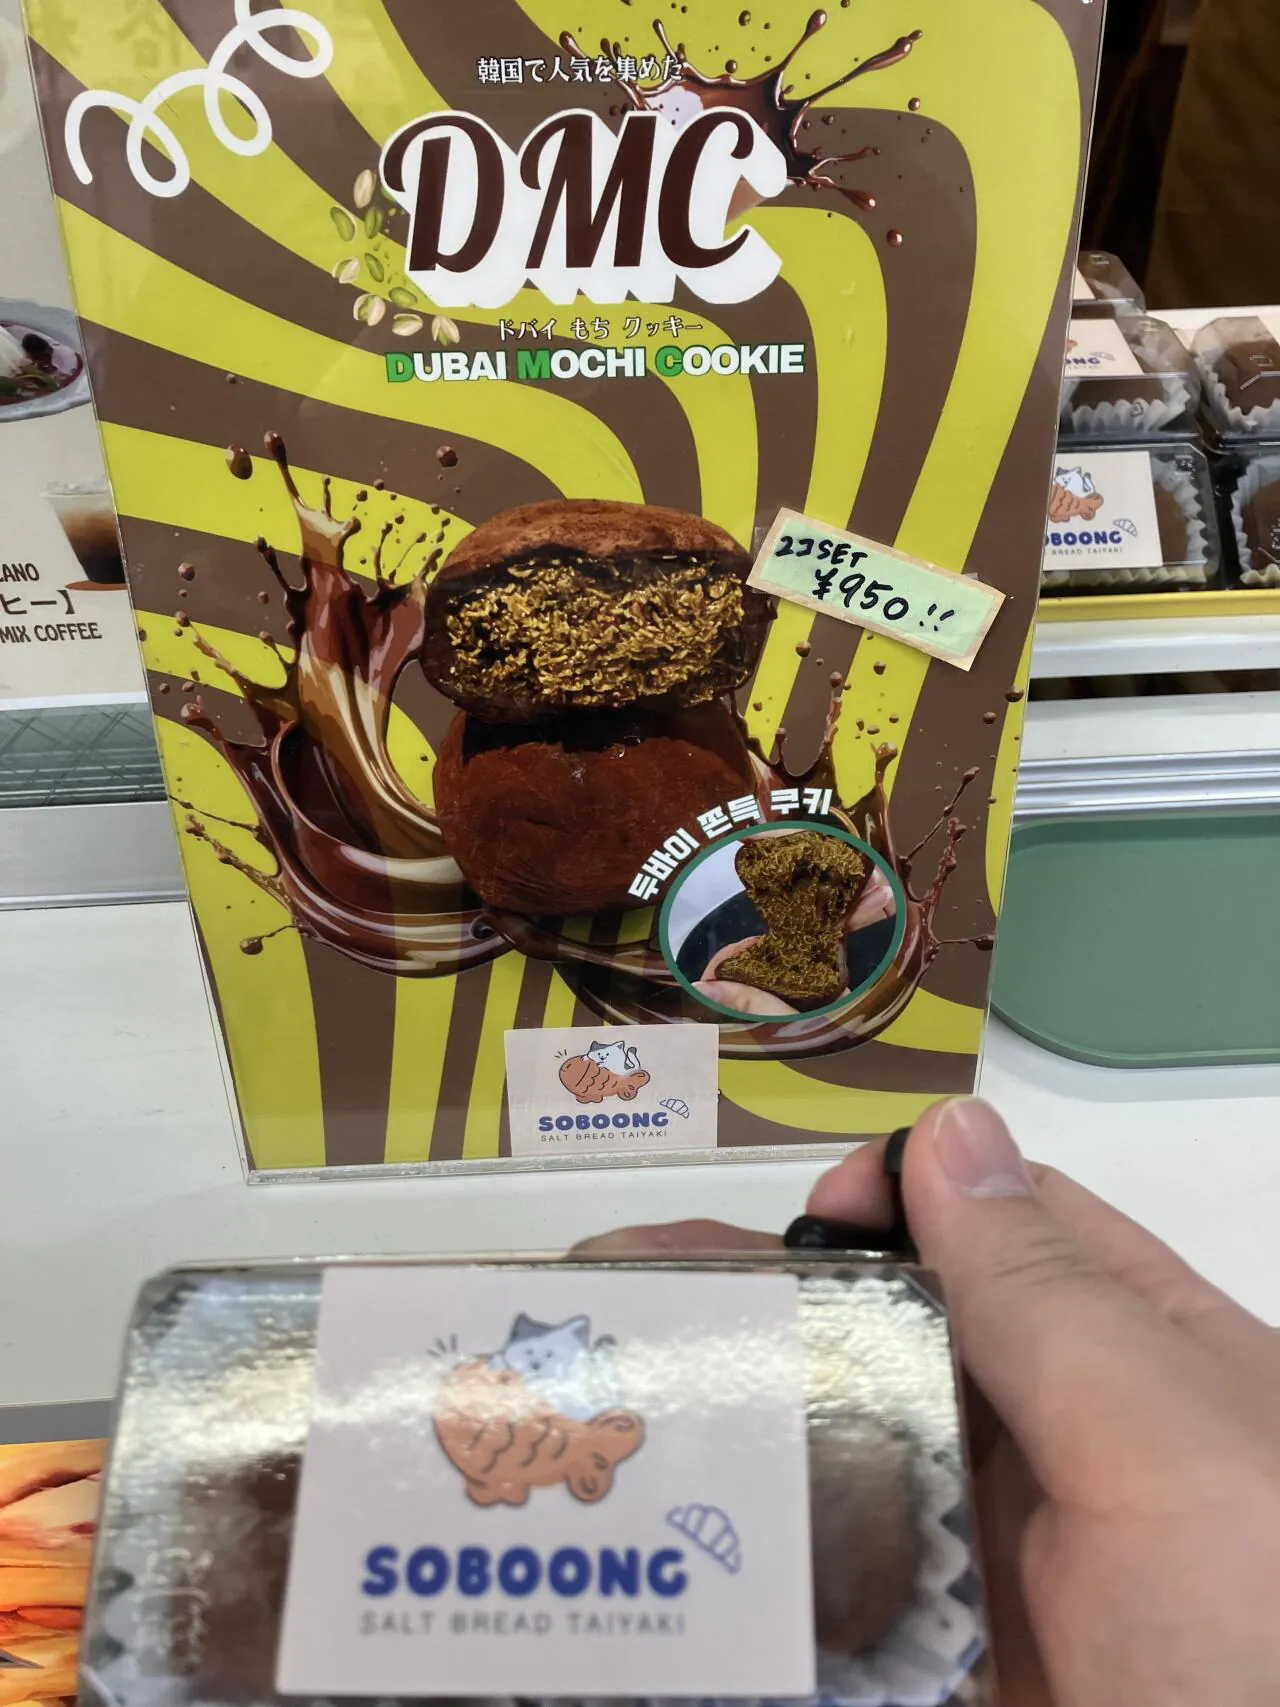 韓国で人気を集めた
DMC
ドバイ もち クッキー
DUBAI MOCHI COOKIE
2コSET
¥950!!
두바이 쫀득 쿠키
SOBOONG
SALT BREAD TAIYAKI
ヒー】
MIX COFFEE
SOBOONG
SALT BREAD TAIYAKI
BREAD TAIYAKI